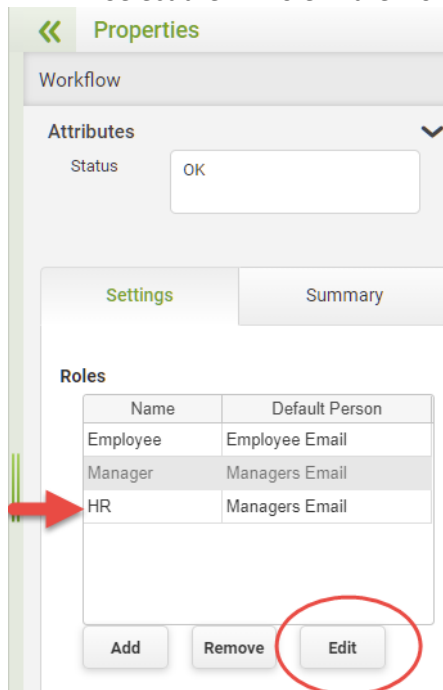 Properties
Workflow
Attributes
Status OK
Settings Summary
Roles
Name Default Person
Employee Employee Email
Manager Managers Email
HR Managers Email
Add Remove Edit